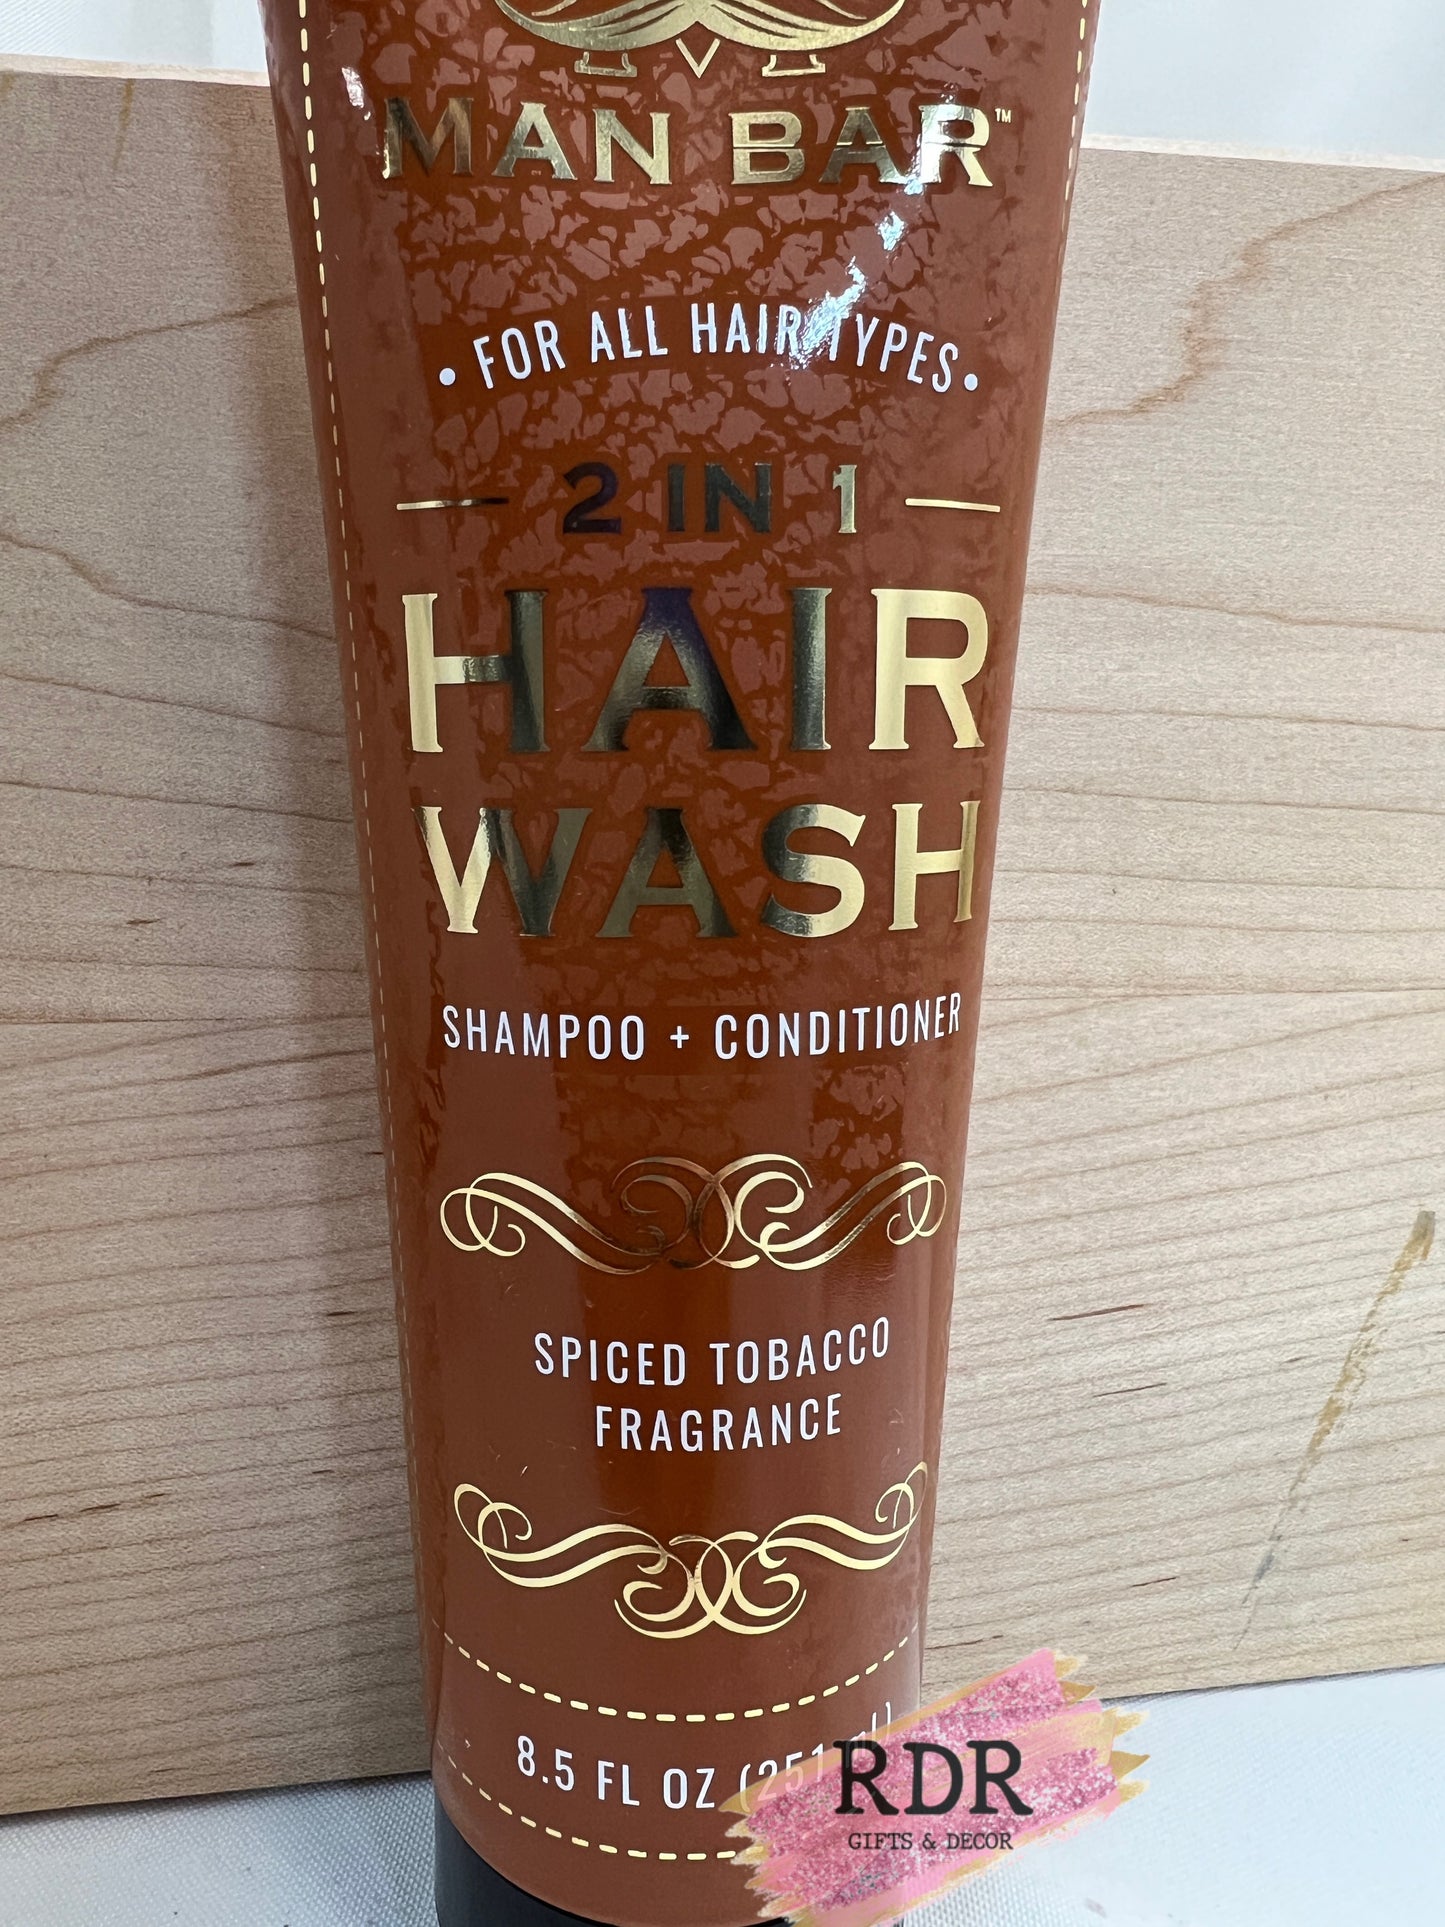 MAN BAR™
• FOR ALL HAIR TYPES •
2 IN 1
HAIR
WASH
SHAMPOO + CONDITIONER
SPICED TOBACCO
FRAGRANCE
8.5 FL OZ
RDR
GIFTS & DECOR